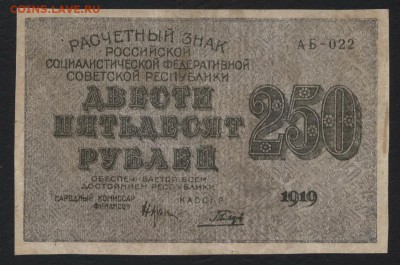 COINS.LAVE.RU
РАСЧЕТНЫЙ ЗНАК
РОССИЙСКОЙ
СОЦИАЛИСТИЧЕСКОЙ ФЕДЕРАТИВНОЙ
СОВЕТСКОЙ РЕСПУБЛИКИ
АБ-022
ДВЕСТИ
ПЯТЬДЕСЯТ
РУБЛЕЙ
250
ОБЕСПЕЧИВАЕТСЯ ВСЕМ
ДОСТОЯНИЕМ РЕСПУБЛИКИ
НАРОДНЫЙ КОМИССАР
ФИНАНСОВ
КАССИР
1919